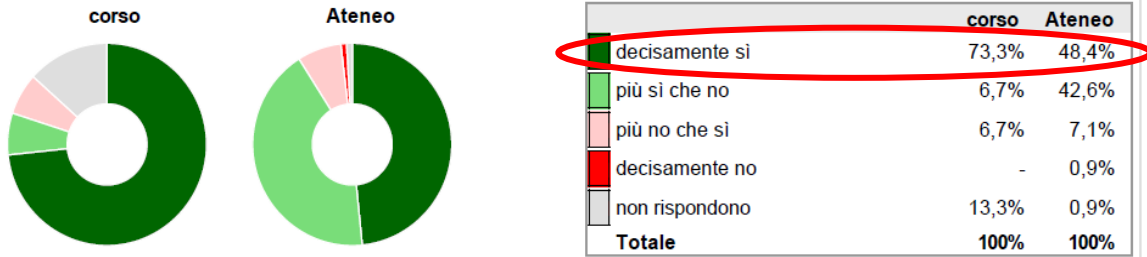 corso Ateneo
corso Ateneo
decisamente sì 73,3% 48,4%
più sì che no 6,7% 42,6%
più no che sì 6,7% 7,1%
decisamente no - 0,9%
non rispondono 13,3% 0,9%
Totale 100% 100%